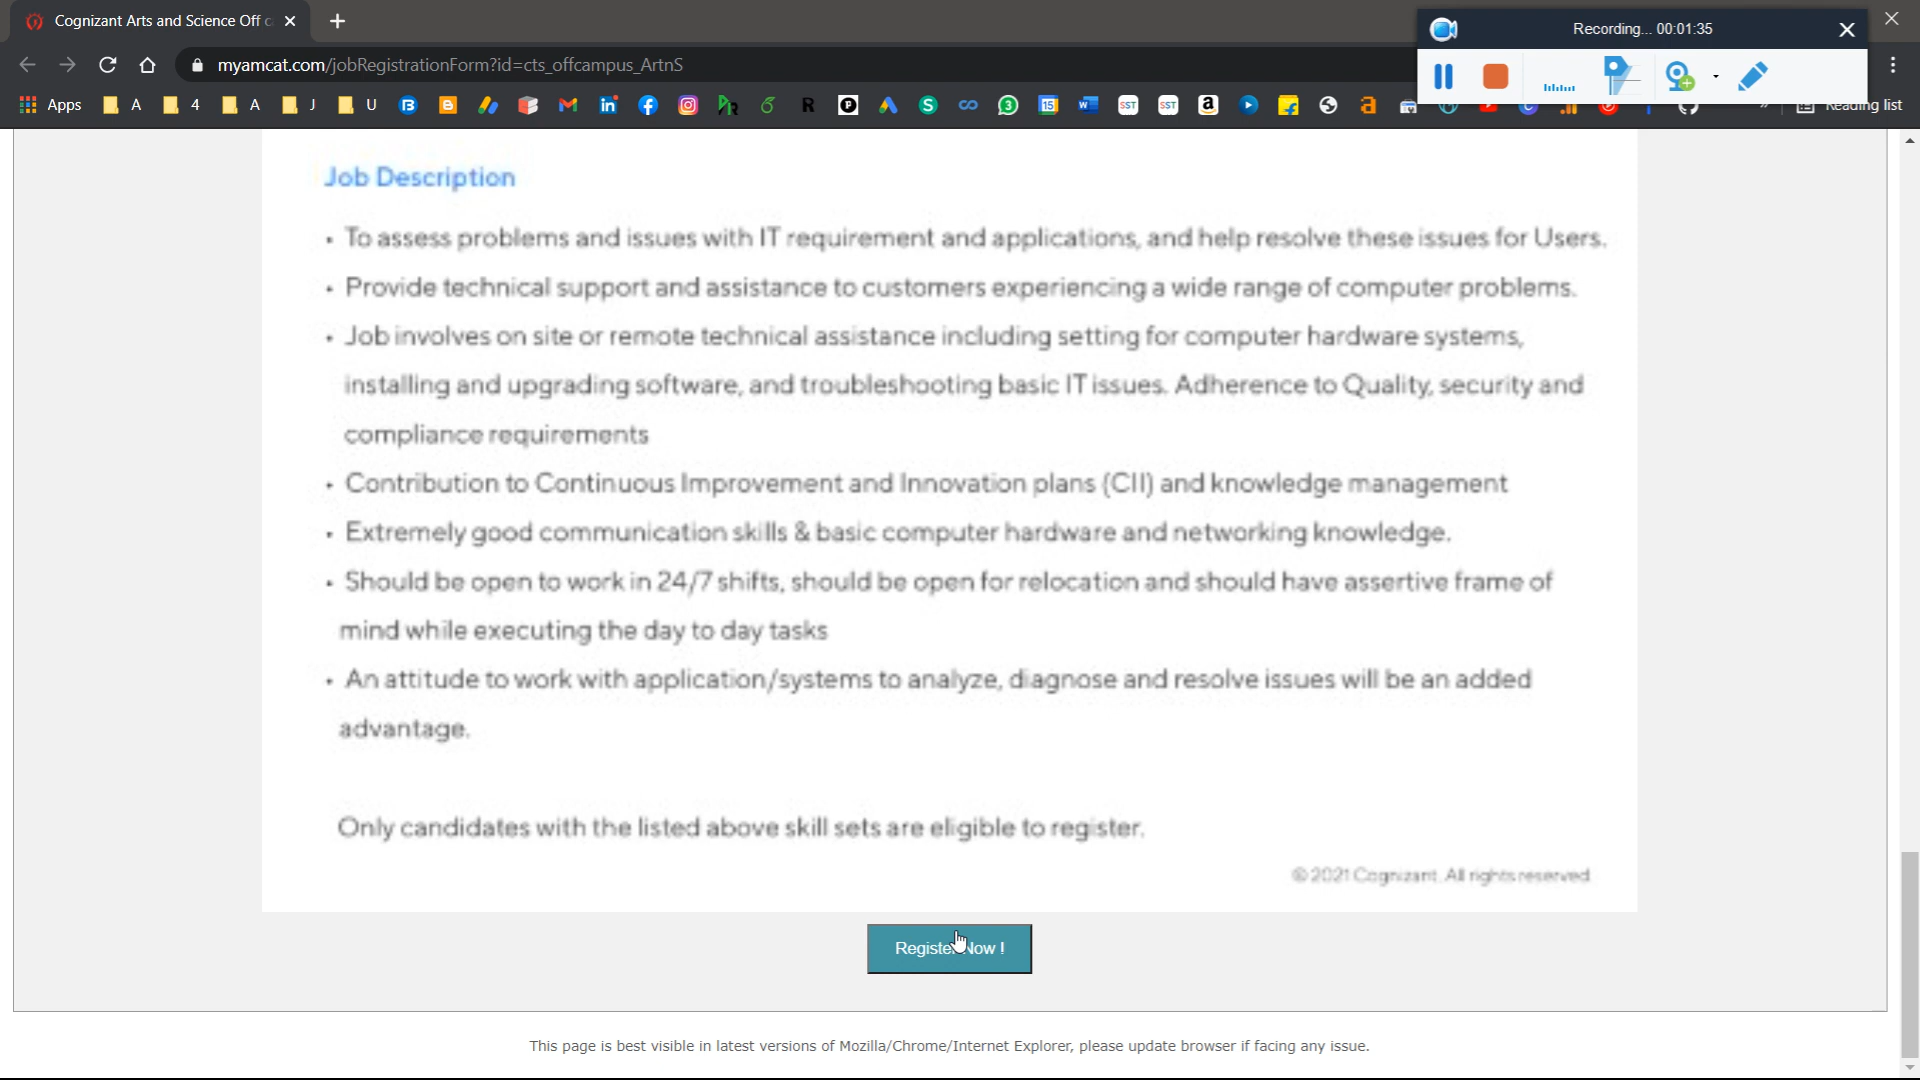 Cognizant Arts and Science Off c
Recording... 00:01:35
myamcat.com/jobRegistrationForm?id=cts_offcampus_ArtnS
Apps A 4 A J U Reading list
Job Description
• To assess problems and issues with IT requirement and applications, and help resolve these issues for Users.
• Provide technical support and assistance to customers experiencing a wide range of computer problems.
• Job involves on site or remote technical assistance including setting for computer hardware systems,
installing and upgrading software, and troubleshooting basic IT issues. Adherence to Quality, security and
compliance requirements
• Contribution to Continuous Improvement and Innovation plans (CII) and knowledge management
• Extremely good communication skills & basic computer hardware and networking knowledge.
• Should be open to work in 24/7 shifts, should be open for relocation and should have assertive frame of
mind while executing the day to day tasks
• An attitude to work with application/systems to analyze, diagnose and resolve issues will be an added
advantage.
Only candidates with the listed above skill sets are eligible to register.
© 2021 Cognizant. All rights reserved
Register Now !
This page is best visible in latest versions of Mozilla/Chrome/Internet Explorer, please update browser if facing any issue.